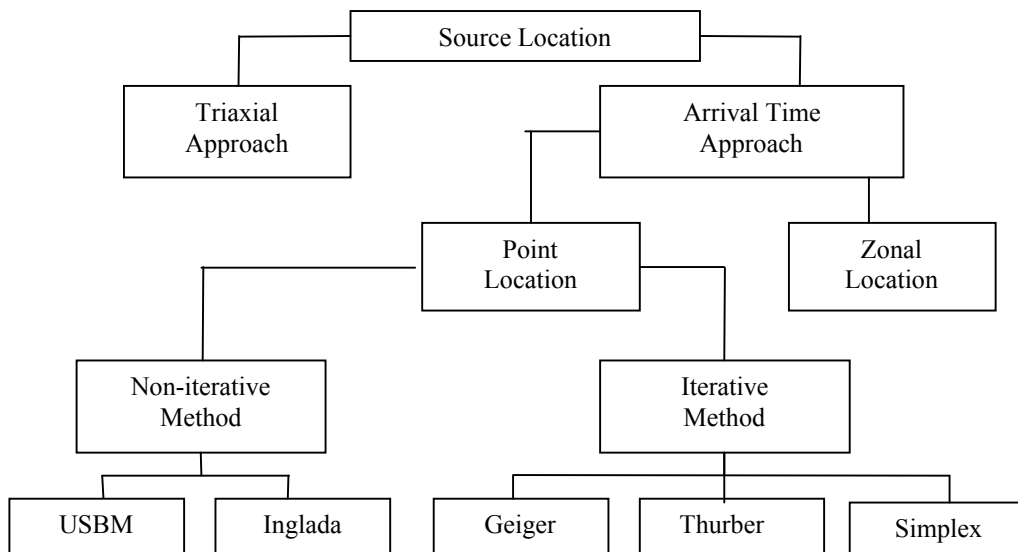 Source Location
Triaxial
Approach
Arrival Time
Approach
Point
Location
Zonal
Location
Non-iterative
Method
Iterative
Method
USBM
Inglada
Geiger
Thurber
Simplex